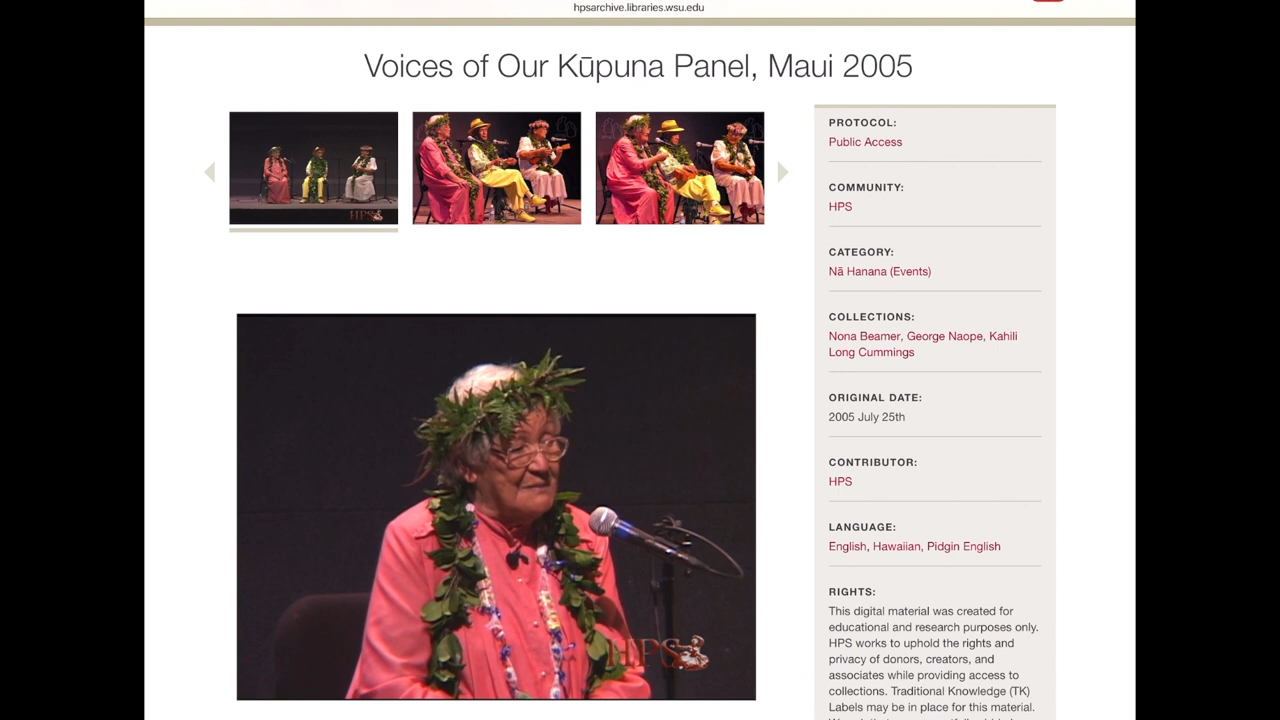 hpsarchive.libraries.wsu.edu
Voices of Our Kūpuna Panel, Maui 2005
HPS
HPS
PROTOCOL:
Public Access
COMMUNITY:
HPS
CATEGORY:
Nā Hanana (Events)
COLLECTIONS:
Nona Beamer, George Naope, Kahili
Long Cummings
ORIGINAL DATE:
2005 July 25th
CONTRIBUTOR:
HPS
LANGUAGE:
English, Hawaiian, Pidgin English
RIGHTS:
This digital material was created for
educational and research purposes only.
HPS works to uphold the rights and
privacy of donors, creators, and
associates while providing access to
collections. Traditional Knowledge (TK)
Labels may be in place for this material.